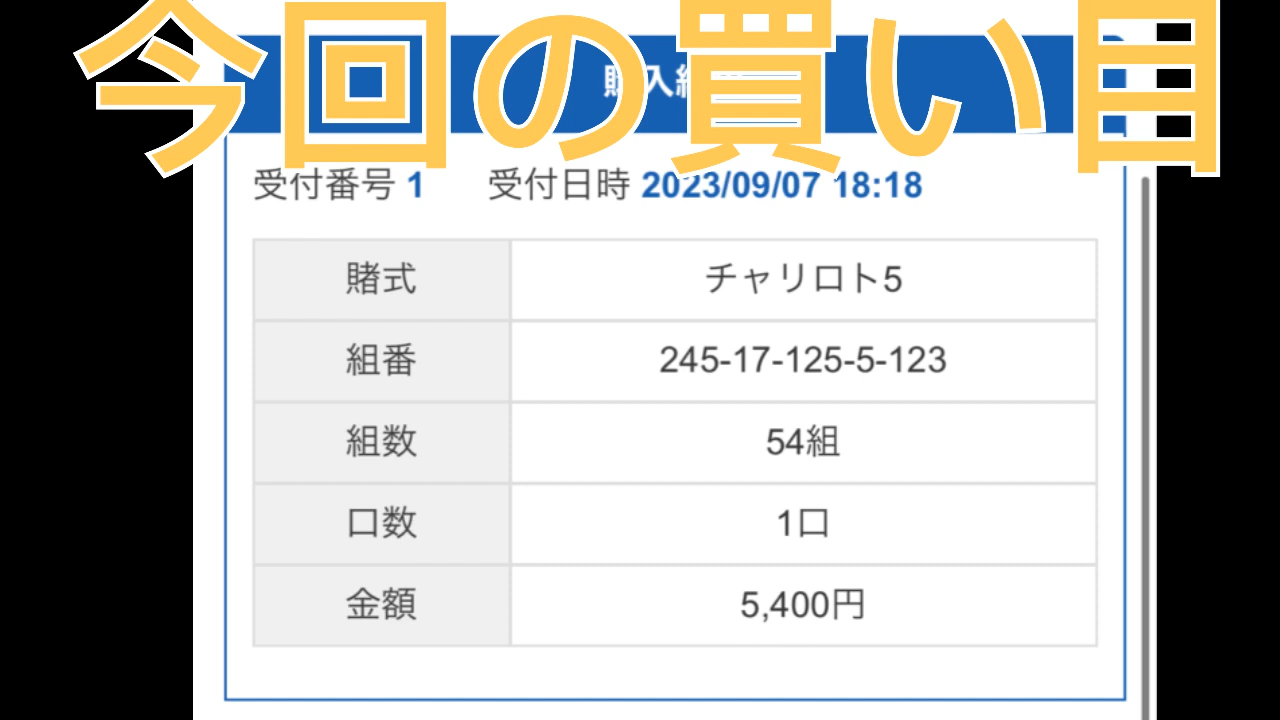 今回の買い目
受付番号 1 受付日時 2023/09/07 18:18
賭式 チャリロト5
組番 245-17-125-5-123
組数 54組
口数 1口
金額 5,400円